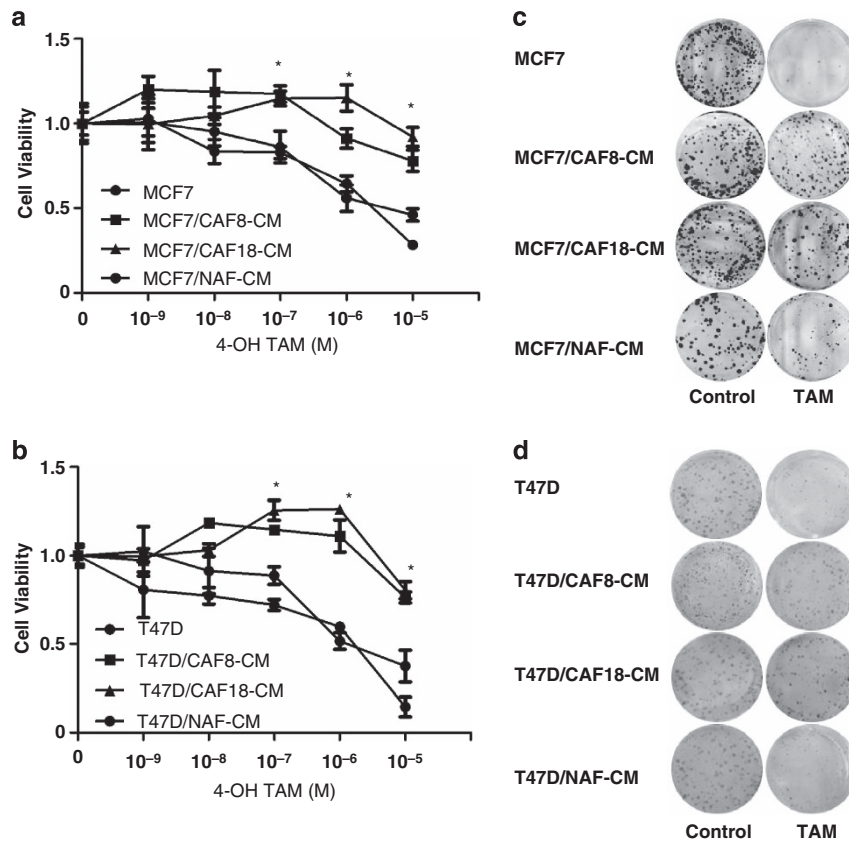 a
1.5
1.0
0.5
0
Cell Viability
*
*
*
MCF7
MCF7/CAF8-CM
MCF7/CAF18-CM
MCF7/NAF-CM
0 10⁻⁹ 10⁻⁸ 10⁻⁷ 10⁻⁶ 10⁻⁵
4-OH TAM (M)
b
1.5
1.0
0.5
0
Cell Viability
*
*
*
T47D
T47D/CAF8-CM
T47D/CAF18-CM
T47D/NAF-CM
0 10⁻⁹ 10⁻⁸ 10⁻⁷ 10⁻⁶ 10⁻⁵
4-OH TAM (M)
c
MCF7
MCF7/CAF8-CM
MCF7/CAF18-CM
MCF7/NAF-CM
Control TAM
d
T47D
T47D/CAF8-CM
T47D/CAF18-CM
T47D/NAF-CM
Control TAM